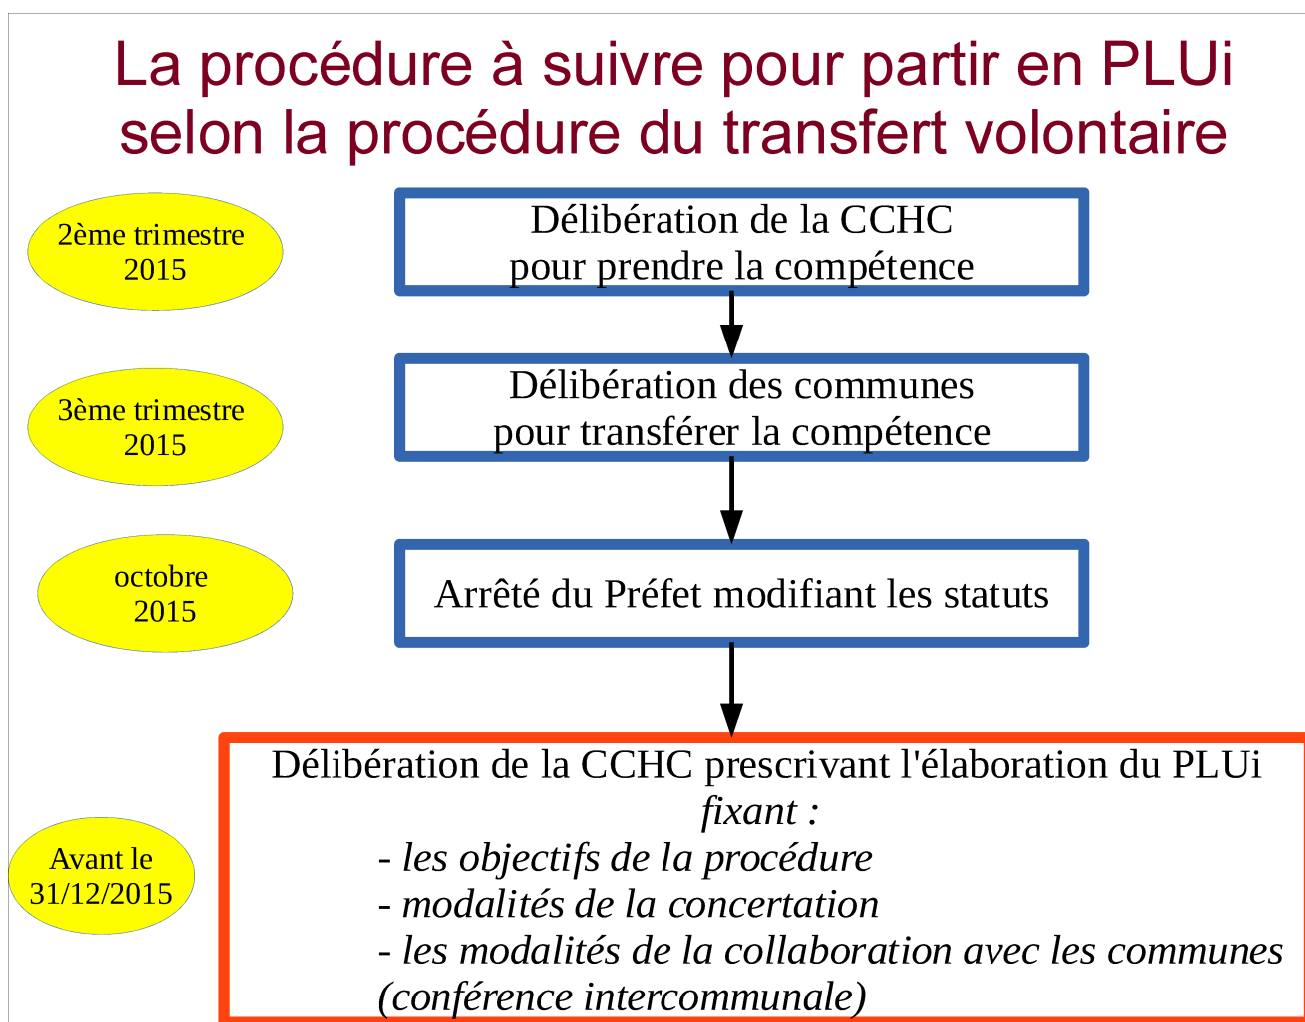 La procédure à suivre pour partir en PLUi
selon la procédure du transfert volontaire
2ème trimestre
2015
Délibération de la CCHC
pour prendre la compétence
3ème trimestre
2015
Délibération des communes
pour transférer la compétence
octobre
2015
Arrêté du Préfet modifiant les statuts
Avant le
31/12/2015
Délibération de la CCHC prescrivant l'élaboration du PLUi
fixant :
- les objectifs de la procédure
- modalités de la concertation
- les modalités de la collaboration avec les communes
(conférence intercommunale)